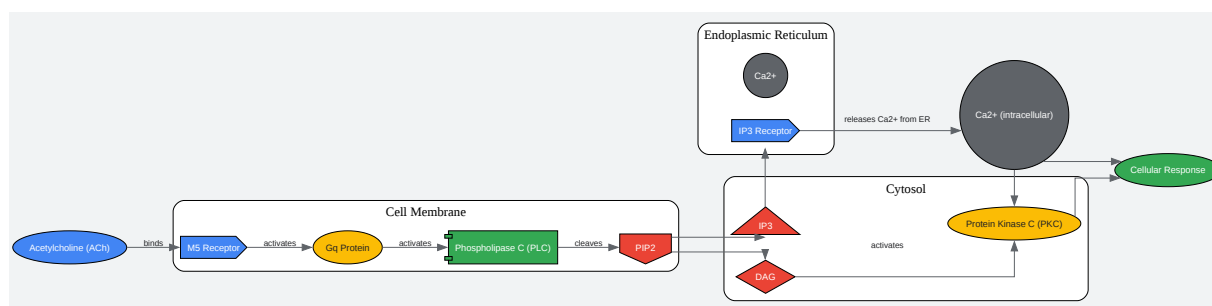 Endoplasmic Reticulum
Ca2+
IP3 Receptor
releases Ca2+ from ER
Ca2+ (intracellular)
Cellular Response
Cytosol
IP3
Protein Kinase C (PKC)
activates
DAG
Cell Membrane
Acetylcholine (ACh)
binds
M5 Receptor
activates
Gq Protein
activates
Phospholipase C (PLC)
cleaves
PIP2